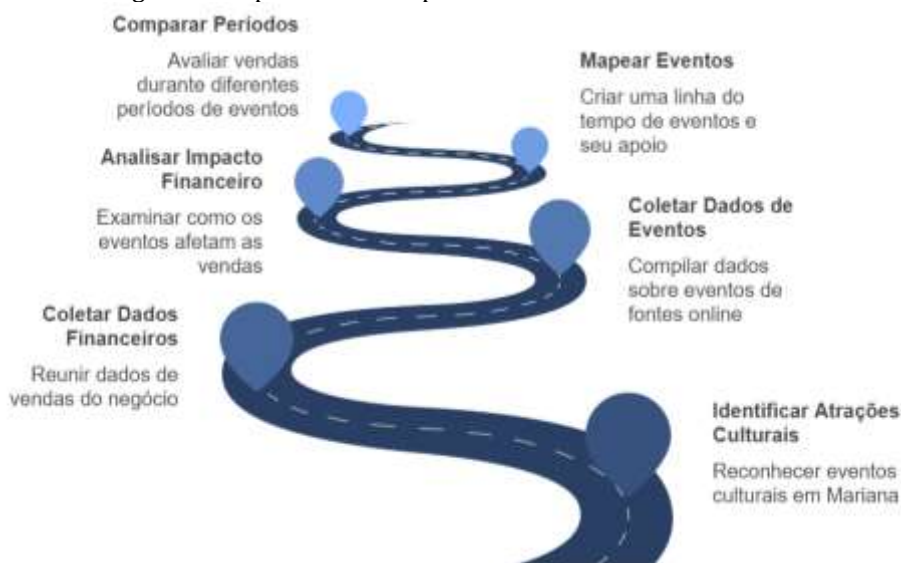 Comparar Períodos
Avaliar vendas
durante diferentes
períodos de eventos
Mapear Eventos
Criar uma linha do
tempo de eventos e
seu apoio
Analisar Impacto
Financeiro
Examinar como os
eventos afetam as
vendas
Coletar Dados de
Eventos
Compilar dados
sobre eventos de
fontes online
Coletar Dados
Financeiros
Reunir dados de
vendas do negócio
Identificar Atrações
Culturais
Reconhecer eventos
culturais em Mariana